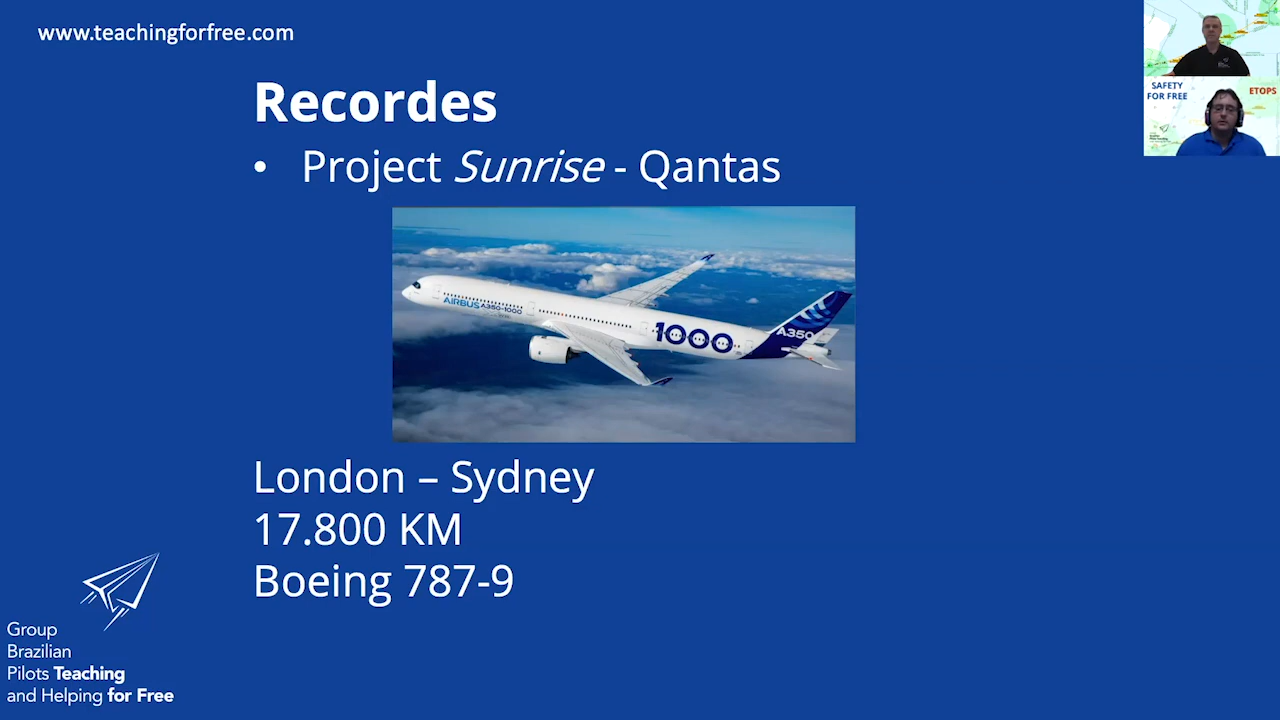 www.teachingforfree.com
SAFETY
FOR FREE
ETOPS
Recordes
• Project Sunrise - Qantas
AIRBUS A350-1000
1000
A350
London – Sydney
17.800 KM
Boeing 787-9
Group
Brazilian
Pilots Teaching
and Helping for Free